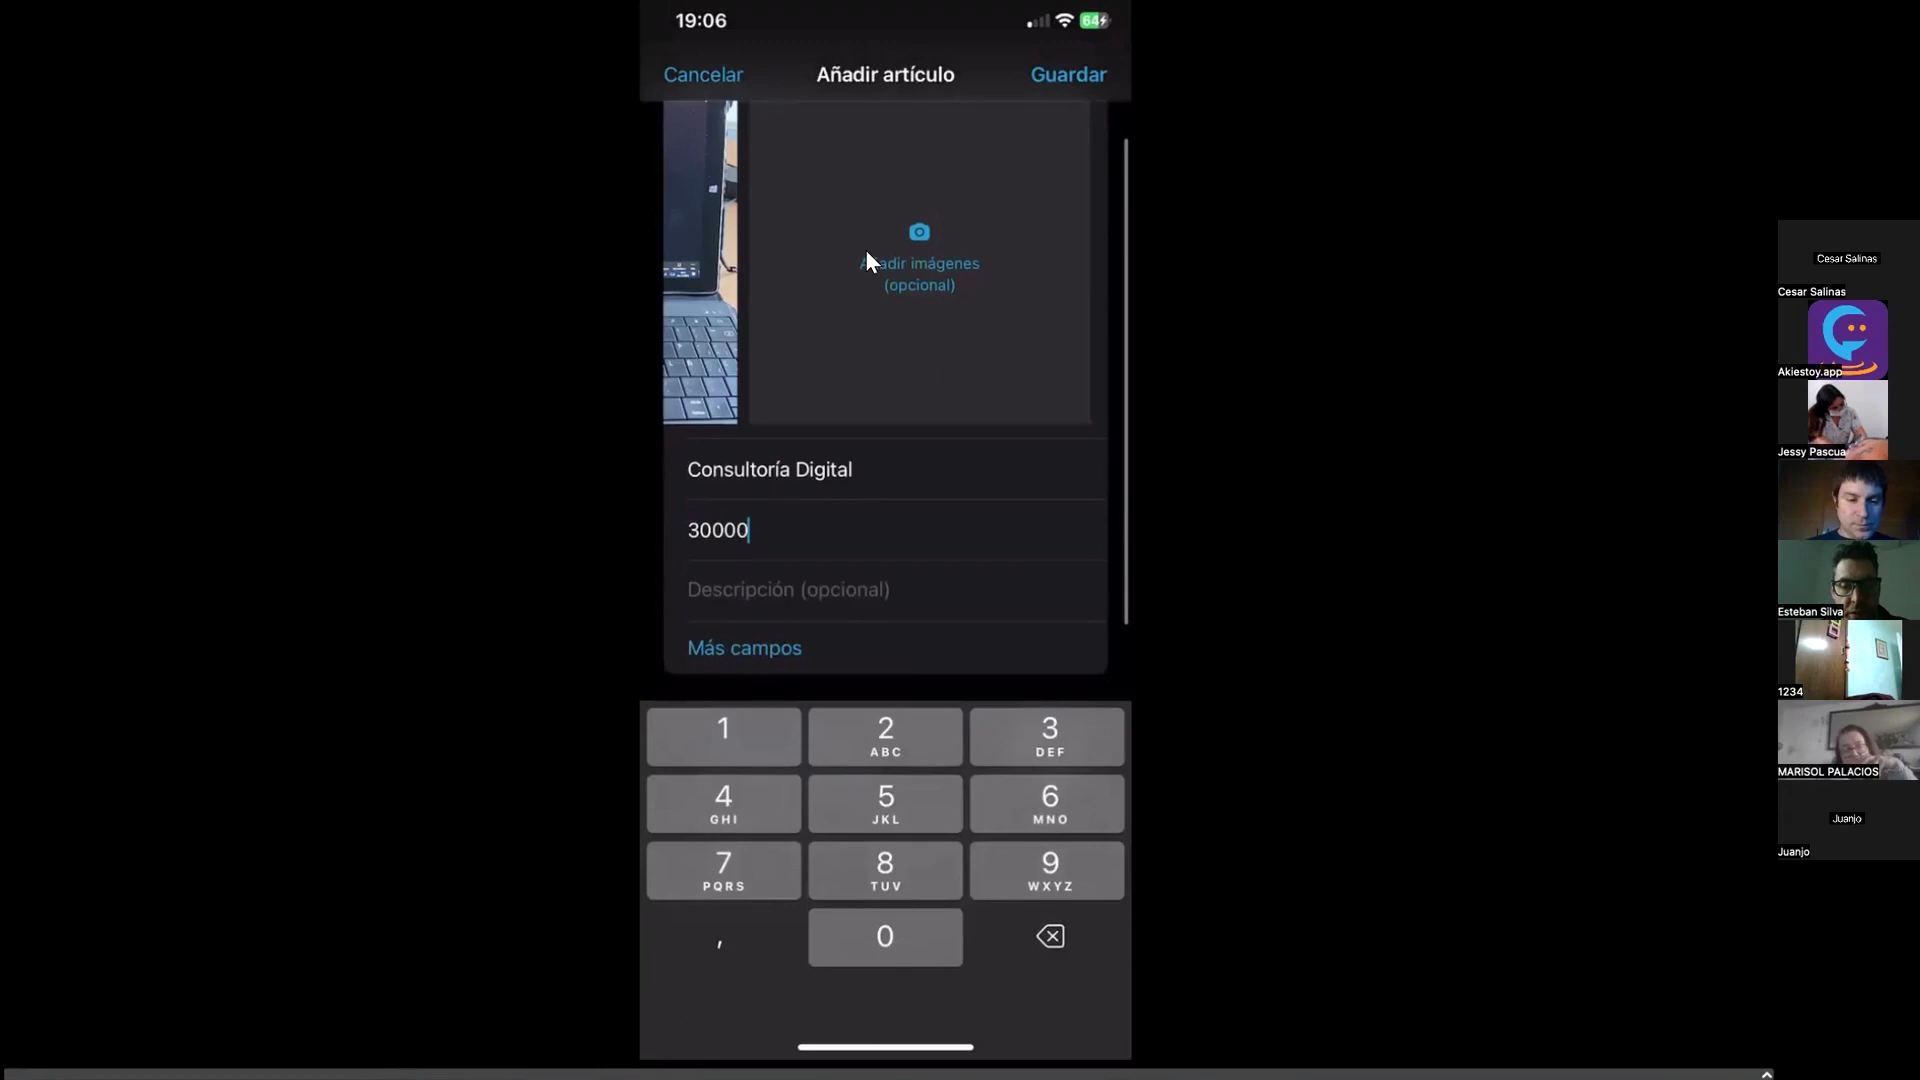 19:06
64
Cancelar
Añadir artículo
Guardar
Añadir imágenes
(opcional)
Consultoría Digital
30000
Descripción (opcional)
Más campos
1
2
ABC
3
DEF
4
GHI
5
JKL
6
MNO
7
PQRS
8
TUV
9
WXYZ
,
0
Cesar Salinas
Cesar Salinas
Akiestoy.app
Jessy Pascua
Esteban Silva
1234
MARISOL PALACIOS
Juanjo
Juanjo